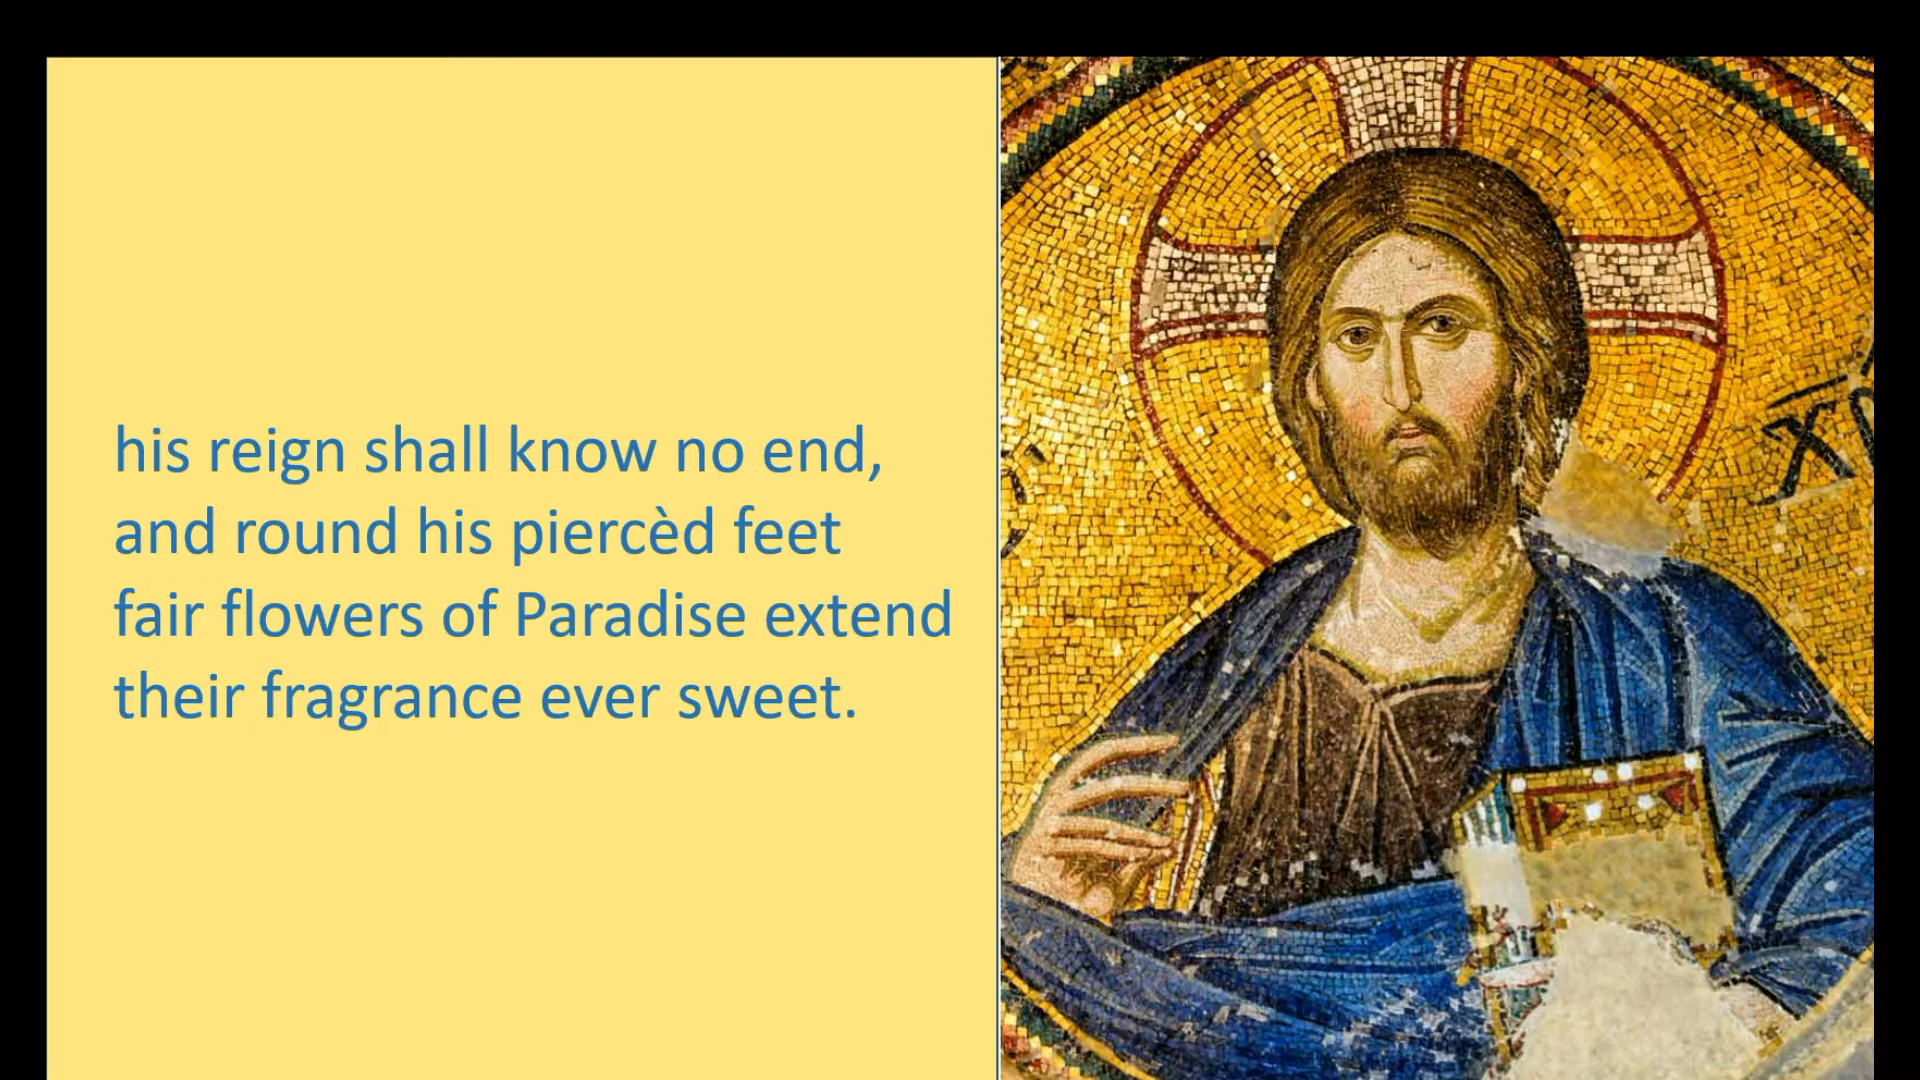 his reign shall know no end,
and round his piercèd feet
fair flowers of Paradise extend
their fragrance ever sweet.